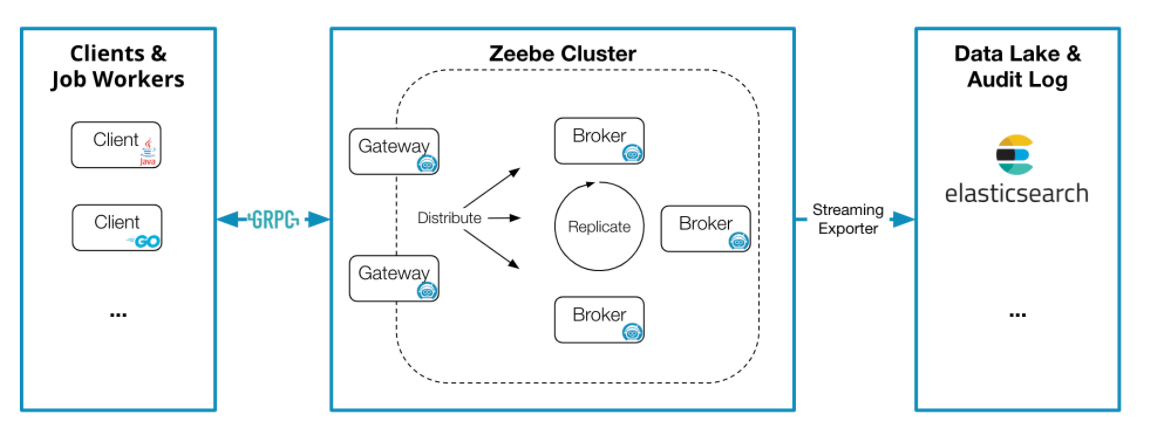 Clients &
Job Workers
Client
Java
Client
GO
...
GRPC
Zeebe Cluster
Gateway
Gateway
Distribute
Broker
Replicate
Broker
Broker
Streaming
Exporter
Data Lake &
Audit Log
elasticsearch
...